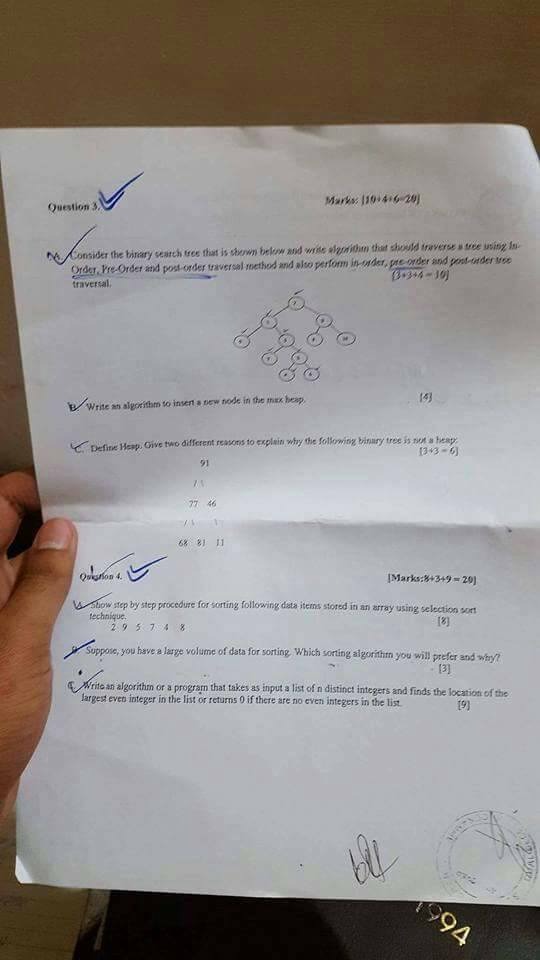 Question 3.
Marks: [10+4+6=20]
A. Consider the binary search tree that is shown below and write algorithm that should traverse a tree using In-
Order, Pre-Order and post-order traversal method and also perform in-order, pre-order and post-order tree
traversal. [3+3+4 = 10]
B. Write an algorithm to insert a new node in the max heap. [4]
C. Define Heap. Give two different reasons to explain why the following binary tree is not a heap: [3+3 = 6]
91
/ \
77 46
/ \ \
68 81 11
Question 4.
[Marks:8+3+9 = 20]
A. Show step by step procedure for sorting following data items stored in an array using selection sort
technique. [8]
2 9 5 7 4 8
B. Suppose, you have a large volume of data for sorting. Which sorting algorithm you will prefer and why?
[3]
C. Write an algorithm or a program that takes as input a list of n distinct integers and finds the location of the
largest even integer in the list or returns 0 if there are no even integers in the list. [9]
1994